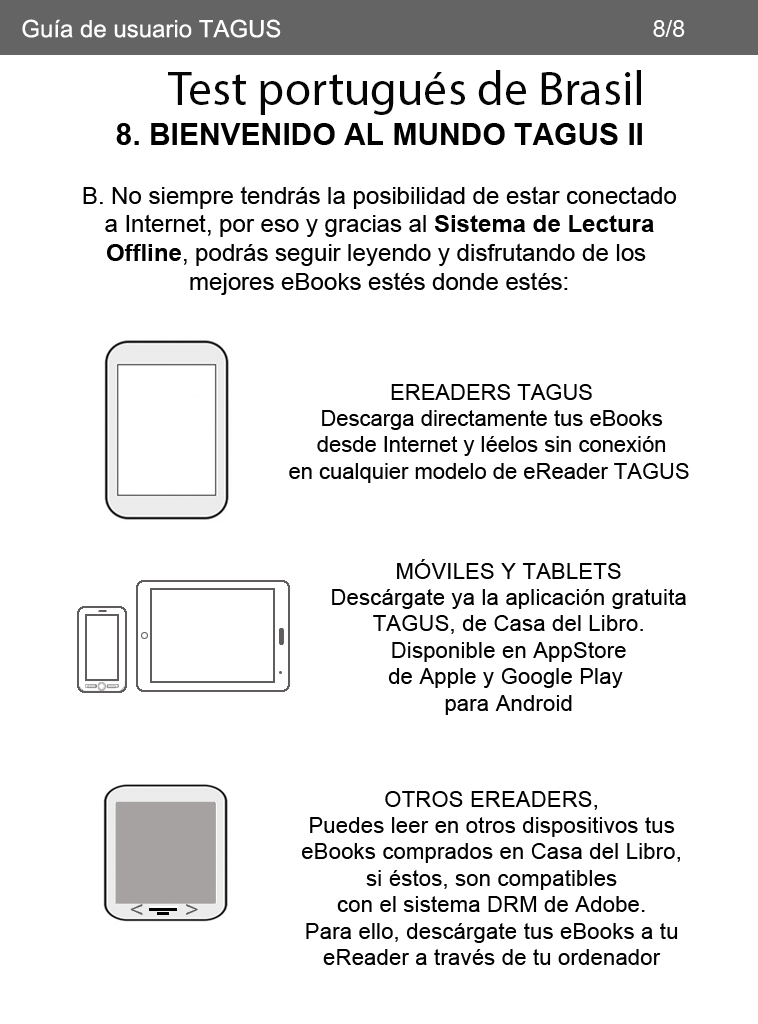 Guía de usuario TAGUS 8/8
Test portugués de Brasil
8. BIENVENIDO AL MUNDO TAGUS II
B. No siempre tendrás la posibilidad de estar conectado
a Internet, por eso y gracias al Sistema de Lectura
Offline, podrás seguir leyendo y disfrutando de los
mejores eBooks estés donde estés:
EREADERS TAGUS
Descarga directamente tus eBooks
desde Internet y léelos sin conexión
en cualquier modelo de eReader TAGUS
MÓVILES Y TABLETS
Descárgate ya la aplicación gratuita
TAGUS, de Casa del Libro.
Disponible en AppStore
de Apple y Google Play
para Android
OTROS EREADERS,
Puedes leer en otros dispositivos tus
eBooks comprados en Casa del Libro,
si éstos, son compatibles
con el sistema DRM de Adobe.
Para ello, descárgate tus eBooks a tu
eReader a través de tu ordenador